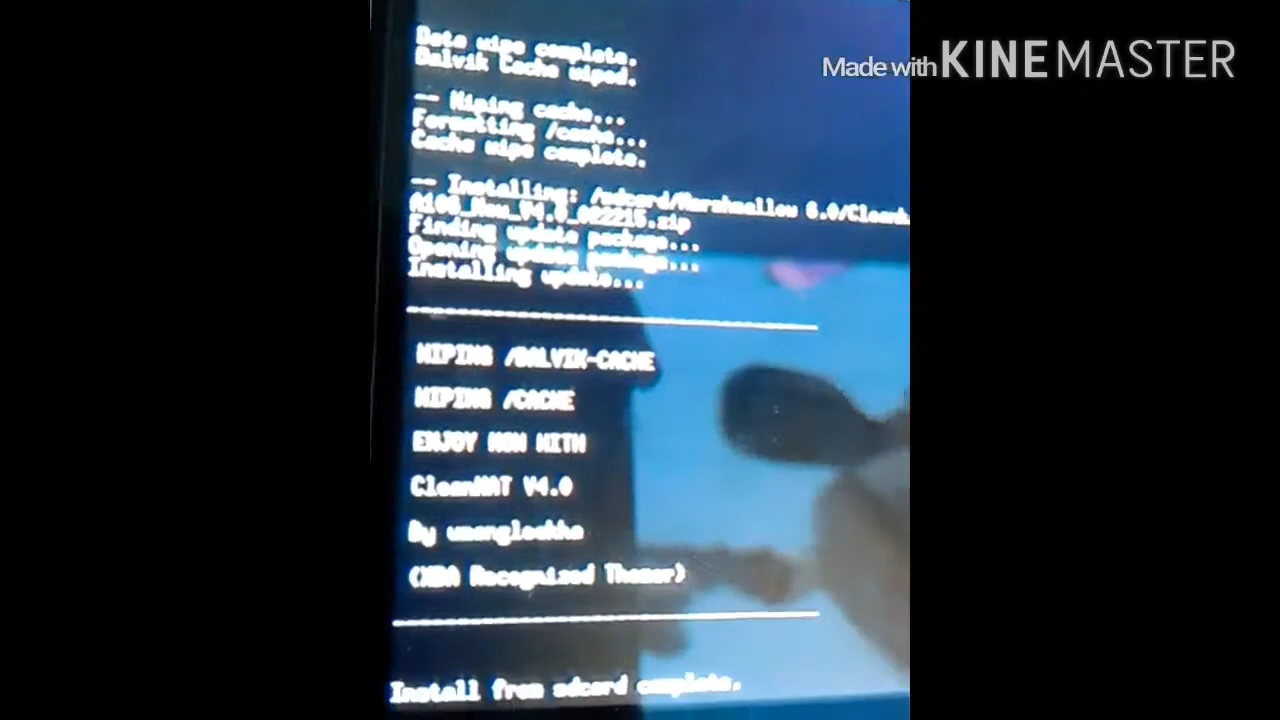 Made with KINEMASTER
Data wipe complete.
Dalvik Cache wiped.
-- Wiping cache...
Formatting /cache...
Cache wipe complete.
-- Installing: /sdcard/Marshmallow 6.0/Clean
Finding update package...
Opening update package...
Installing update...
WIPING /DALVIK-CACHE
WIPING /CACHE
ENJOY NOW WITH
V4.0
By
(XDA Recognized Themer)
Install from sdcard complete.